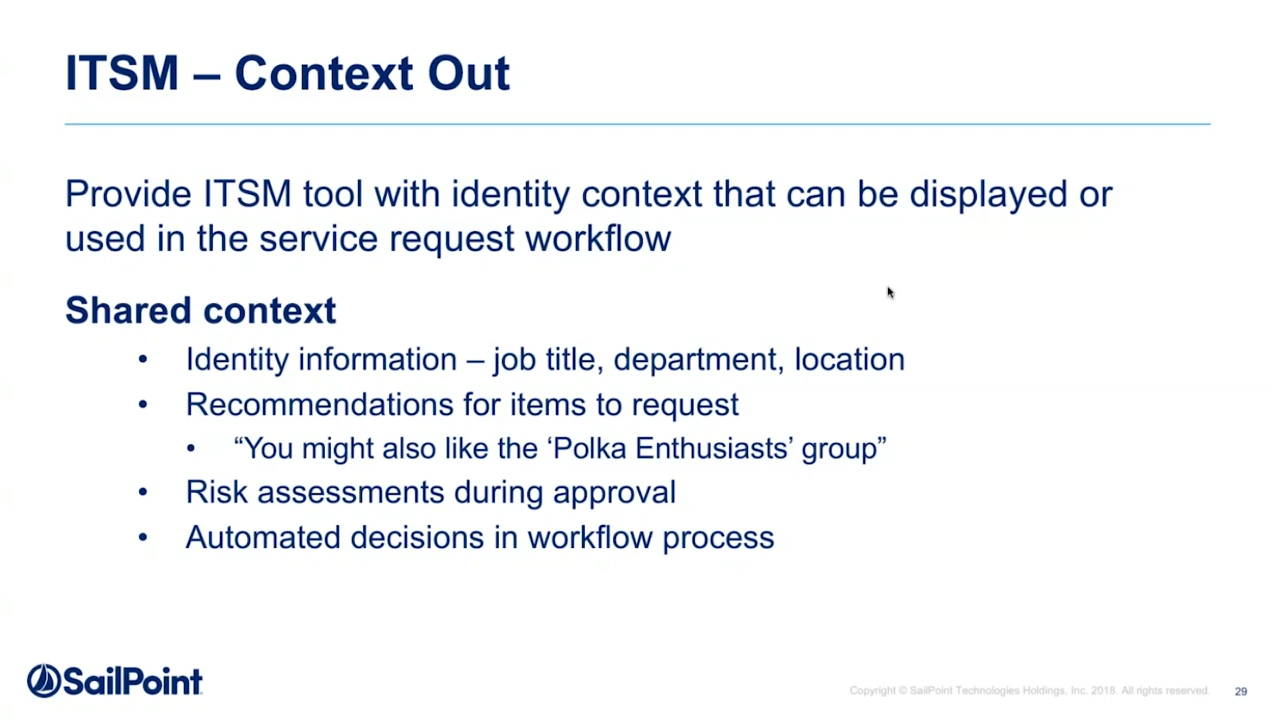 ITSM – Context Out
Provide ITSM tool with identity context that can be displayed or
used in the service request workflow
Shared context
• Identity information – job title, department, location
• Recommendations for items to request
• “You might also like the ‘Polka Enthusiasts’ group”
• Risk assessments during approval
• Automated decisions in workflow process
SailPoint
Copyright © SailPoint Technologies Holdings, Inc. 2018. All rights reserved.
29